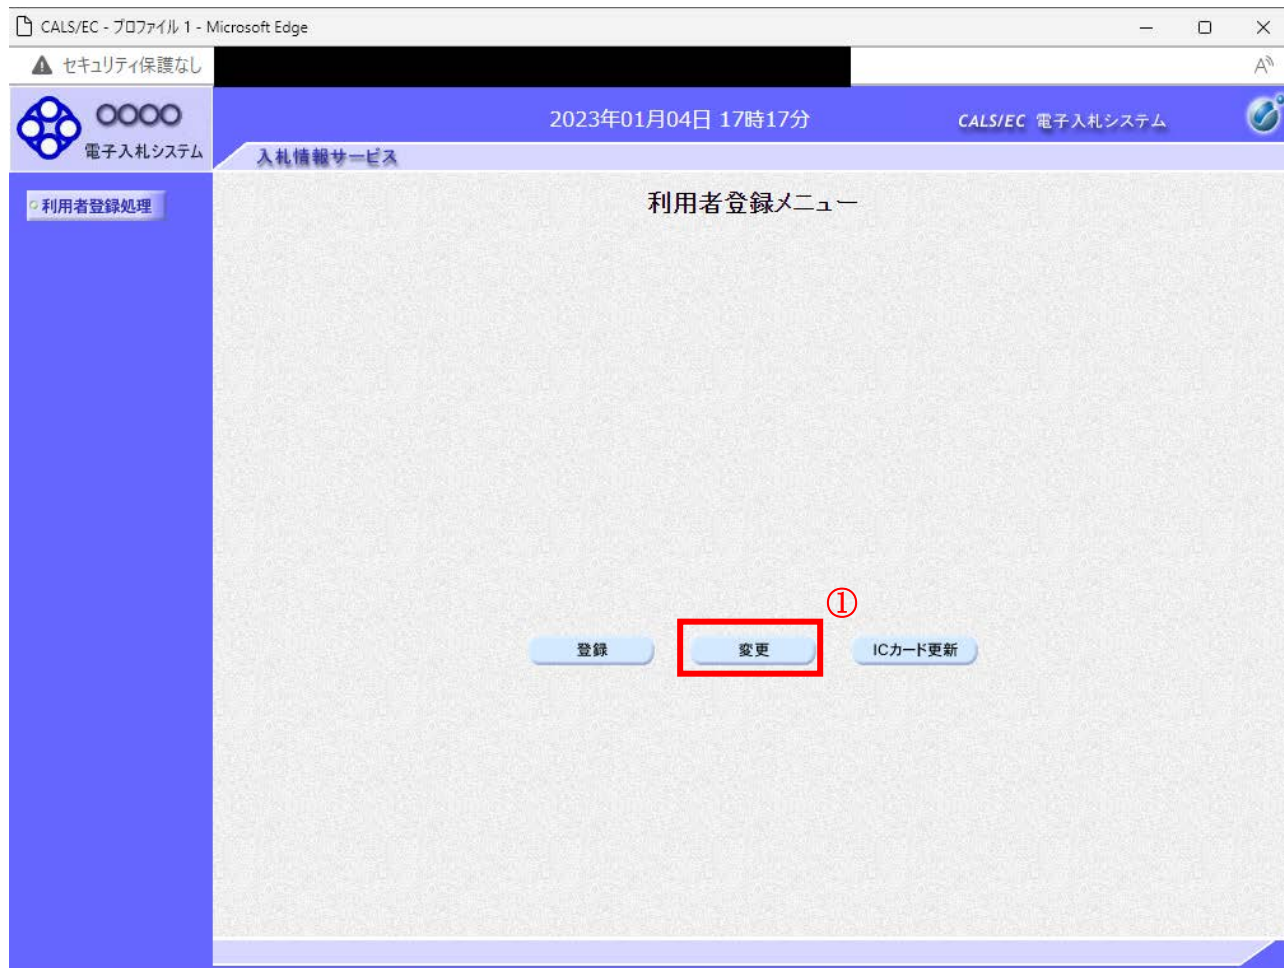 CALS/EC - プロファイル 1 - Microsoft Edge
セキュリティ保護なし
A
OOOO
電子入札システム
2023年01月04日 17時17分
CALS/EC 電子入札システム
入札情報サービス
利用者登録処理
利用者登録メニュー
①
登録
変更
ICカード更新